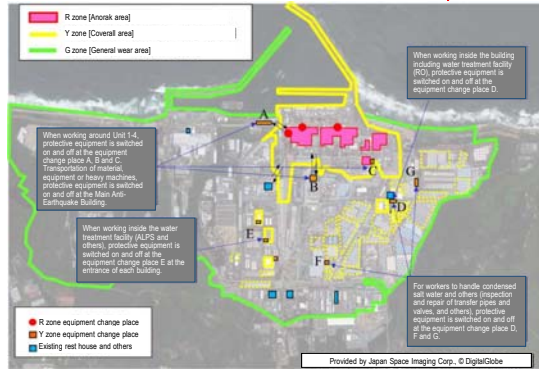 R zone [Anorak area]
Y zone [Coverall area]
G zone [General wear area]
When working inside the building
including water treatment facility
(RO), protective equipment is
switched on and off at the
equipment change place D.
When working around Unit 1-4,
protective equipment is switched
on and off at the equipment
change place A, B and C.
Transportation of material,
equipment or heavy machines,
protective equipment is switched
on and off at the Main Anti-
Earthquake Building.
When working inside the water
treatment facility (ALPS and
others), protective equipment is
switched on and off at the
equipment change place E at the
entrance of each building.
A
B
C
G
D
E
F
For workers to handle condensed
salt water and others (inspection
and repair of transfer pipes and
valves, and others), protective
equipment is switched on and off
at the equipment change place D,
F and G.
R zone equipment change place
Y zone equipment change place
Existing rest house and others
Provided by Japan Space Imaging Corp., © DigitalGlobe